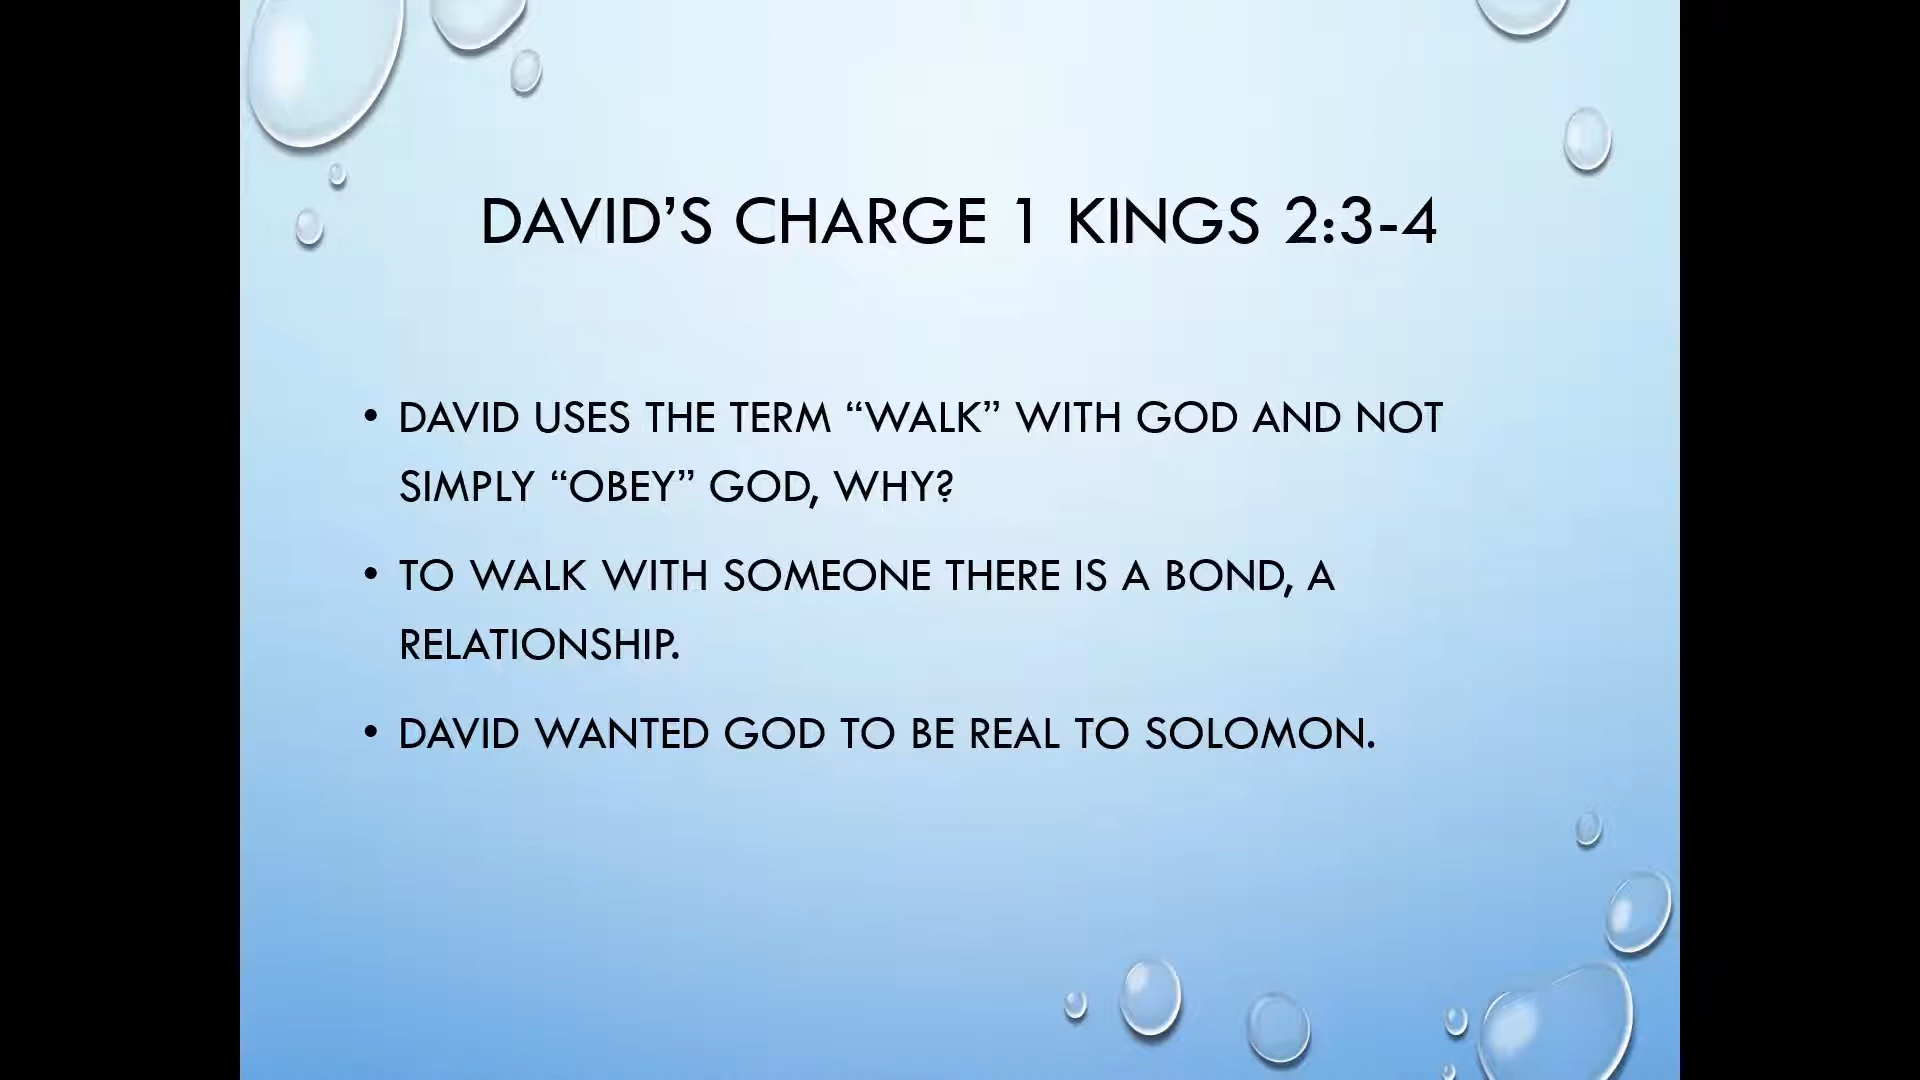 DAVID’S CHARGE 1 KINGS 2:3-4
• DAVID USES THE TERM “WALK” WITH GOD AND NOT
SIMPLY “OBEY” GOD, WHY?
• TO WALK WITH SOMEONE THERE IS A BOND, A
RELATIONSHIP.
• DAVID WANTED GOD TO BE REAL TO SOLOMON.